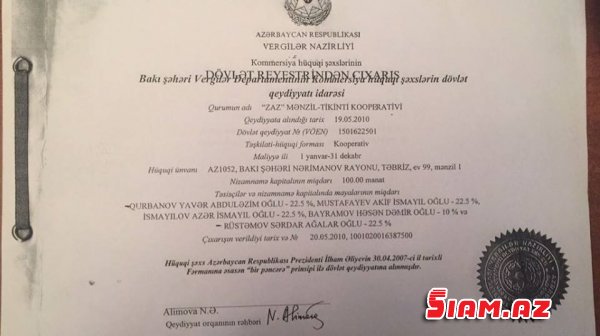 AZƏRBAYCAN RESPUBLİKASI
VERGİLƏR NAZİRLİYİ
Kommersiya hüquqi şəxslərinin
DÖVLƏT REYESTRİNDƏN ÇIXARIŞ
Bakı şəhəri Vergilər Departamentinin Kommersiya hüquqi şəxslərin dövlət
qeydiyyatı idarəsi
Qurumun adı "ZAZ" MƏNZİL-TİKİNTİ KOOPERATİVİ
Qeydiyyata alındığı tarix 19.05.2010
Dövlət qeydiyyat № (VÖEN) 1501622501
Təşkilati-hüquqi forması Kooperativ
Maliyyə ili 1 yanvar-31 dekabr
Hüquqi ünvanı AZ1052, BAKI ŞƏHƏRİ NƏRİMANOV RAYONU, TƏBRİZ, ev 99, mənzil 1
Nizamnamə kapitalının miqdarı 100.00 manat
Təsisçilər və nizamnamə kapitalında paylarının miqdarı
QURBANOV YAVƏR ABDULƏZİM OĞLU - 22.5 %, MUSTAFAYEV AKİF İSMAYIL OĞLU - 22.5 %,
İSMAYILOV AZƏR İSMAYIL OĞLU - 22.5 %, BAYRAMOV HƏSƏN DƏMİR OĞLU - 10 % və
RÜSTƏMOV SƏRDAR AĞALAR OĞLU - 22.5 %
Çıxarışın verildiyi tarix və № 20.05.2010, 1001020016387500
Hüquqi şəxs Azərbaycan Respublikası Prezidenti İlham Əliyevin 30.04.2007-ci il tarixli
Fərmanına əsasən "bir pəncərə" prinsipi ilə dövlət qeydiyyatına alınmışdır.
Alimova N.Ə.
Qeydiyyat orqanının rəhbəri
SIAM.AZ